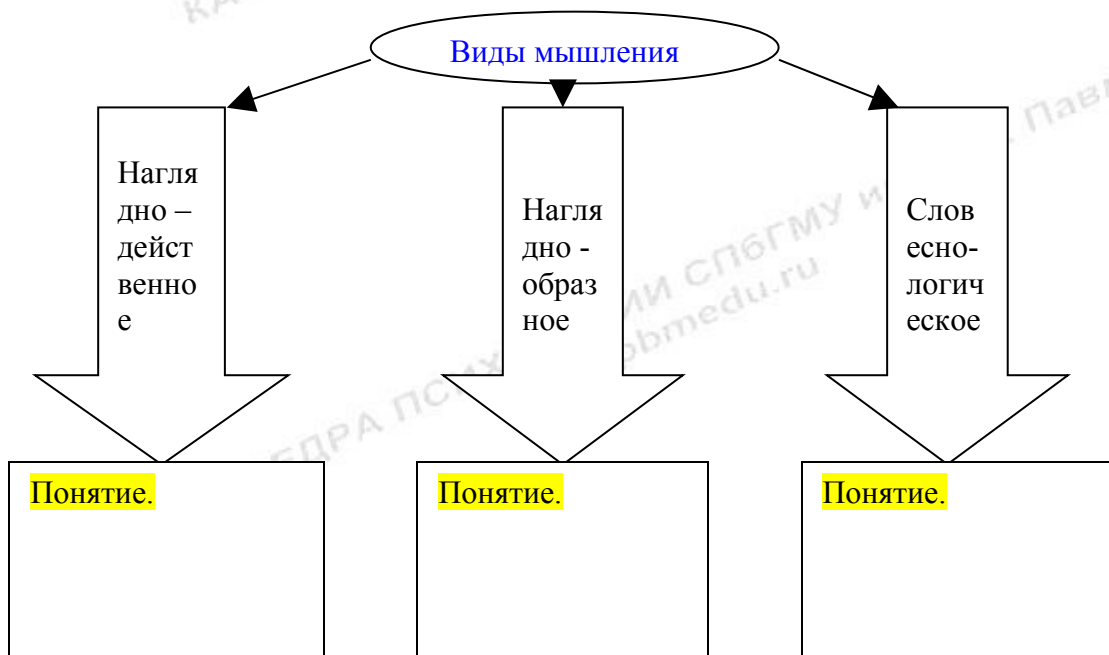 Виды мышления
Нагля
дно –
дейст
венно
е
Нагля
дно -
образ
ное
Слов
есно-
логич
еское
Понятие.
Понятие.
Понятие.